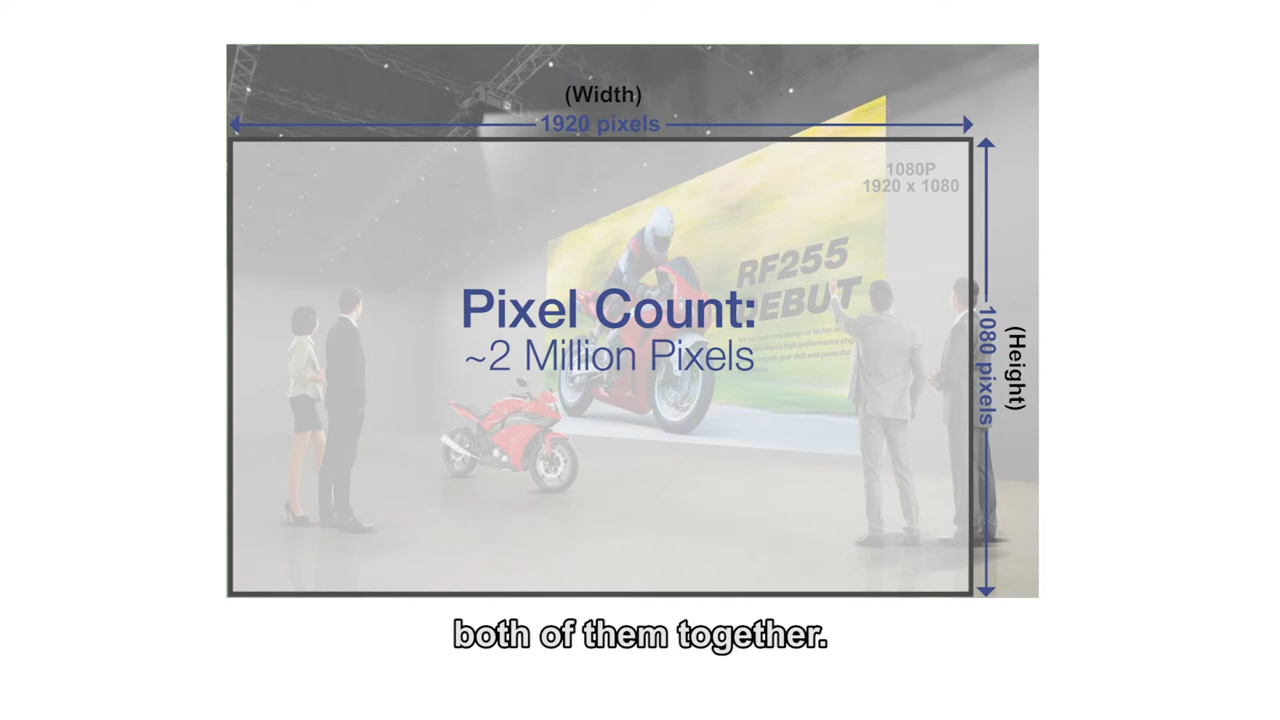 (Width)
1920 pixels
1080P
1920 x 1080
RF255
DEBUT
Pixel Count:
~2 Million Pixels
1080 pixels
(Height)
both of them together.